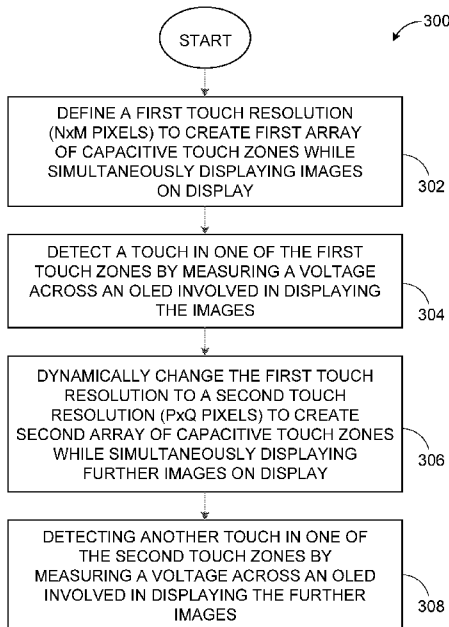 START
300
DEFINE A FIRST TOUCH RESOLUTION
(NxM PIXELS) TO CREATE FIRST ARRAY
OF CAPACITIVE TOUCH ZONES WHILE
SIMULTANEOUSLY DISPLAYING IMAGES
ON DISPLAY
302
DETECT A TOUCH IN ONE OF THE FIRST
TOUCH ZONES BY MEASURING A VOLTAGE
ACROSS AN OLED INVOLVED IN DISPLAYING
THE IMAGES
304
DYNAMICALLY CHANGE THE FIRST TOUCH
RESOLUTION TO A SECOND TOUCH
RESOLUTION (PxQ PIXELS) TO CREATE
SECOND ARRAY OF CAPACITIVE TOUCH ZONES
WHILE SIMULTANEOUSLY DISPLAYING
FURTHER IMAGES ON DISPLAY
306
DETECTING ANOTHER TOUCH IN ONE OF
THE SECOND TOUCH ZONES BY
MEASURING A VOLTAGE ACROSS AN OLED
INVOLVED IN DISPLAYING THE FURTHER
IMAGES
308